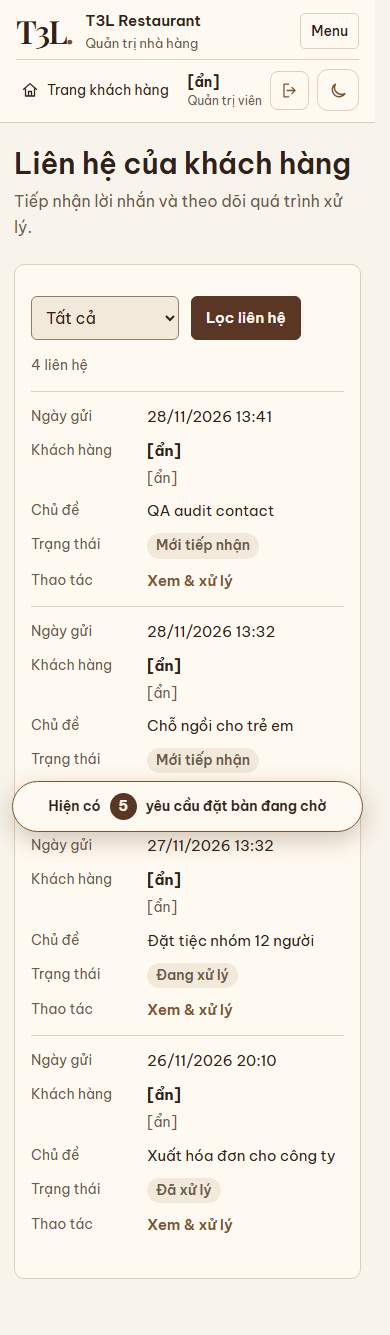 T3L.
T3L Restaurant
Quản trị nhà hàng
Menu
Trang khách hàng
[ẩn]
Quản trị viên
Liên hệ của khách hàng
Tiếp nhận lời nhắn và theo dõi quá trình xử
lý.
Tất cả
Lọc liên hệ
4 liên hệ
Ngày gửi 28/11/2026 13:41
Khách hàng [ẩn]
[ẩn]
Chủ đề QA audit contact
Trạng thái Mới tiếp nhận
Thao tác Xem & xử lý
Ngày gửi 28/11/2026 13:32
Khách hàng [ẩn]
[ẩn]
Chủ đề Chỗ ngồi cho trẻ em
Trạng thái Mới tiếp nhận
Hiện có 5 yêu cầu đặt bàn đang chờ
Ngày gửi 27/11/2026 13:32
Khách hàng [ẩn]
[ẩn]
Chủ đề Đặt tiệc nhóm 12 người
Trạng thái Đang xử lý
Thao tác Xem & xử lý
Ngày gửi 26/11/2026 20:10
Khách hàng [ẩn]
[ẩn]
Chủ đề Xuất hóa đơn cho công ty
Trạng thái Đã xử lý
Thao tác Xem & xử lý